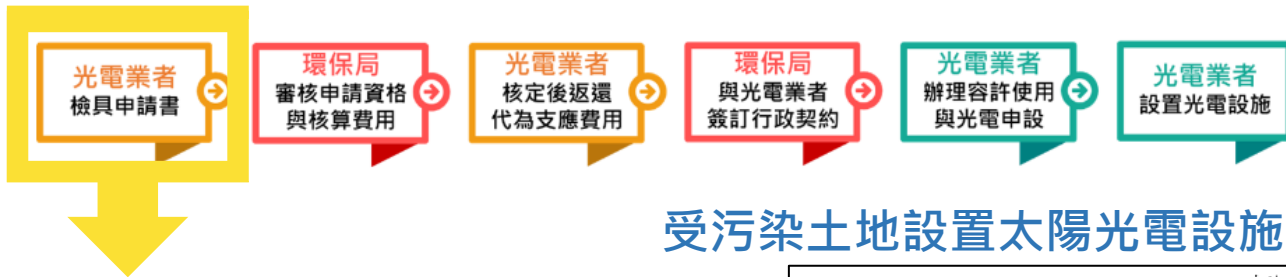 光電業者
檢具申請書
環保局
審核申請資格
與核算費用
光電業者
核定後返還
代為支應費用
環保局
與光電業者
簽訂行政契約
光電業者
辦理容許使用
與光電申設
光電業者
設置光電設施
受污染土地設置太陽光電設施